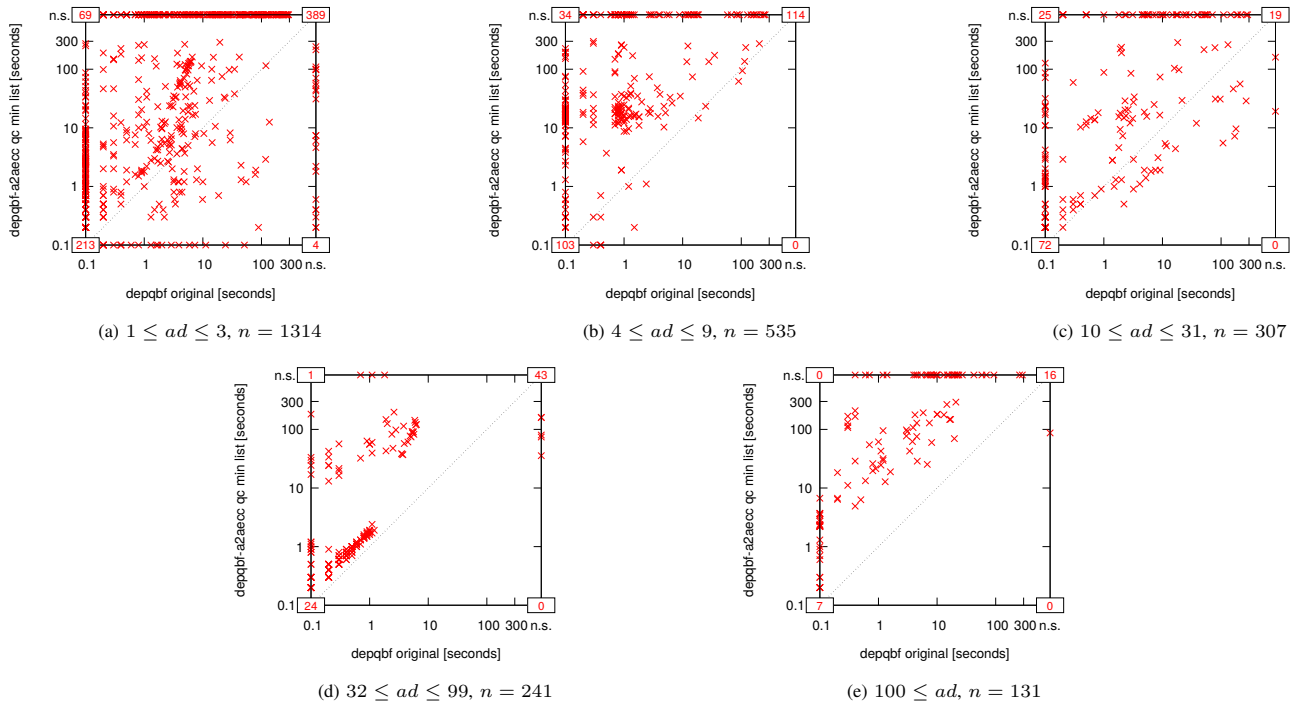 depqbf-a2aecc qc min list [seconds]
n.s.
300
100
10
1
0.1
69
389
213
4
0.1 1 10 100 300 n.s.
depqbf original [seconds]
(a) 1 ≤ ad ≤ 3, n = 1314
depqbf-a2aecc qc min list [seconds]
n.s.
300
100
10
1
0.1
34
114
103
0
0.1 1 10 100 300 n.s.
depqbf original [seconds]
(b) 4 ≤ ad ≤ 9, n = 535
depqbf-a2aecc qc min list [seconds]
n.s.
300
100
10
1
0.1
25
19
72
0
0.1 1 10 100 300 n.s.
depqbf original [seconds]
(c) 10 ≤ ad ≤ 31, n = 307
depqbf-a2aecc qc min list [seconds]
n.s.
300
100
10
1
0.1
1
43
24
0
0.1 1 10 100 300 n.s.
depqbf original [seconds]
(d) 32 ≤ ad ≤ 99, n = 241
depqbf-a2aecc qc min list [seconds]
n.s.
300
100
10
1
0.1
0
16
7
0
0.1 1 10 100 300 n.s.
depqbf original [seconds]
(e) 100 ≤ ad, n = 131